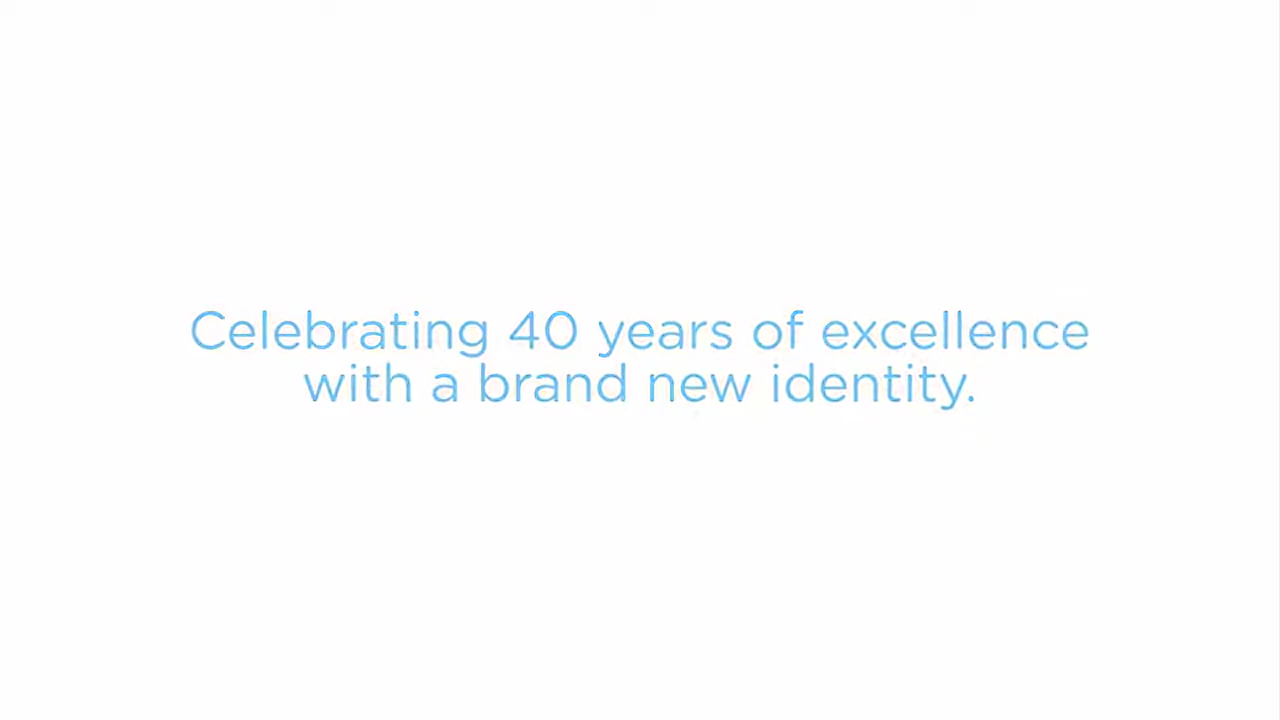 Celebrating 40 years of excellence
with a brand new identity.